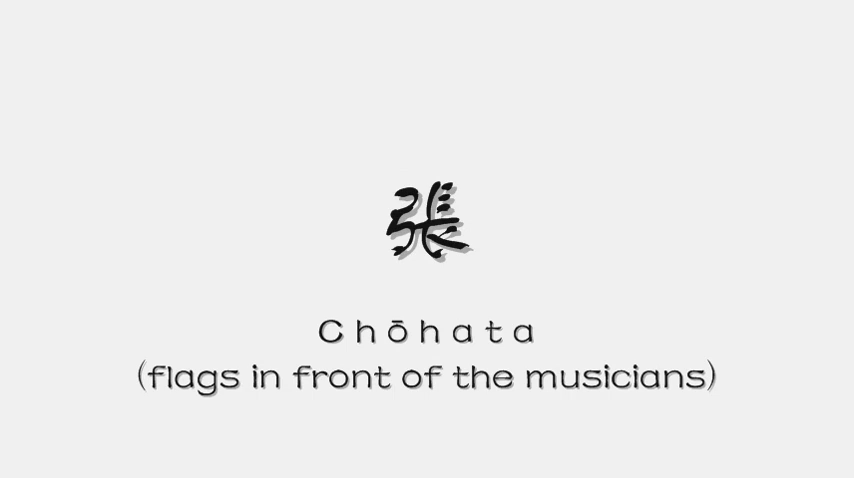 張
Chōhata
(flags in front of the musicians)